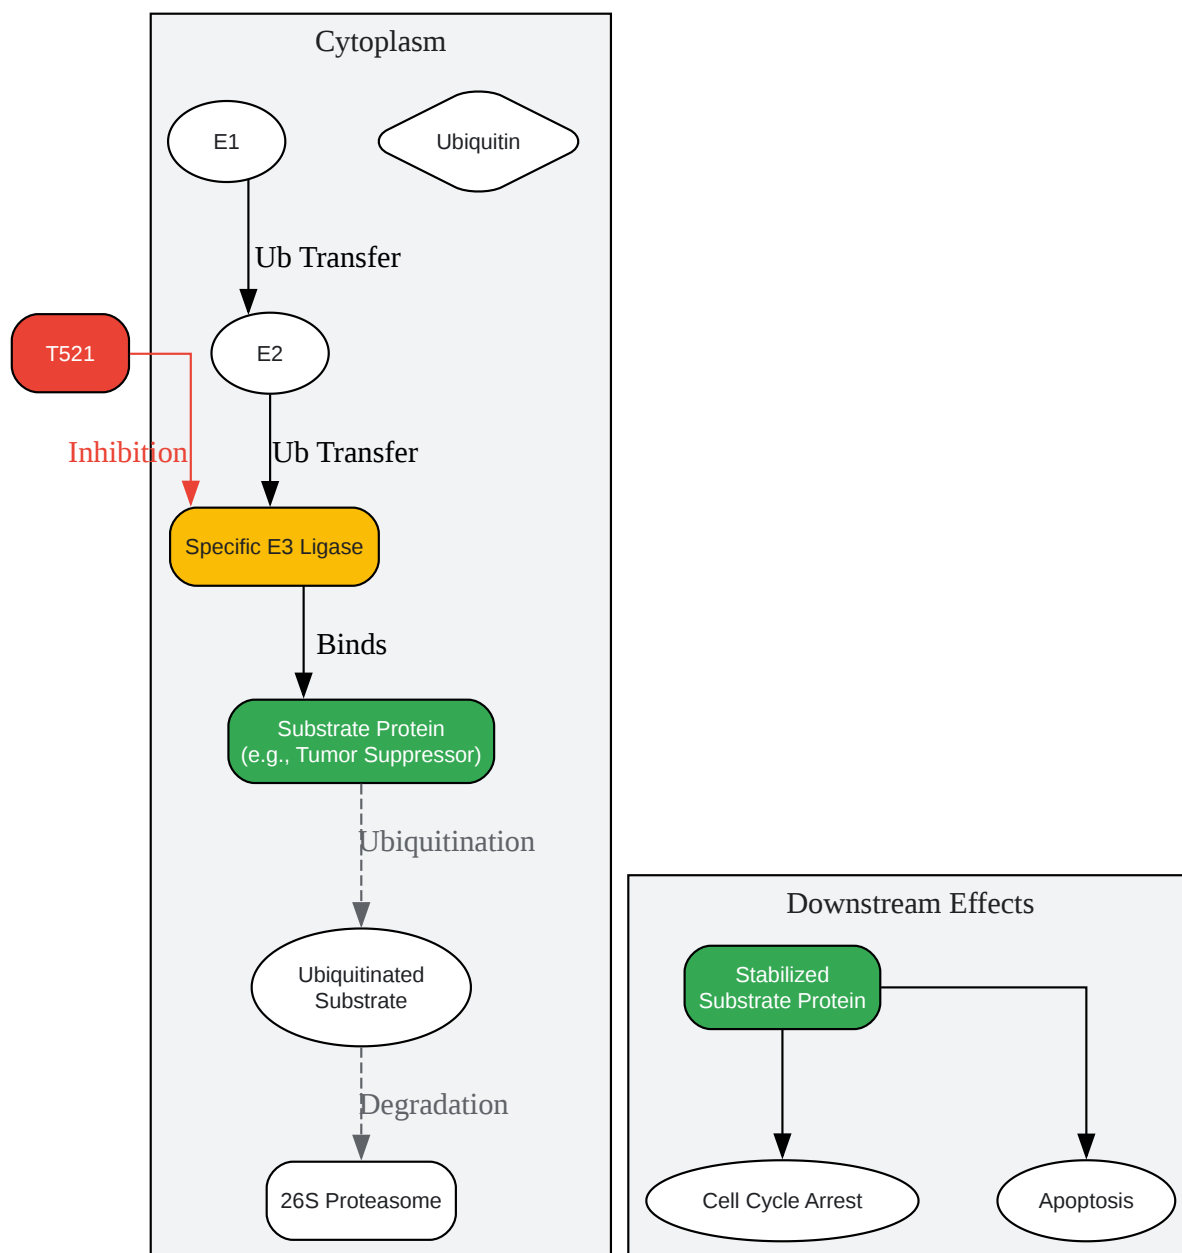 Cytoplasm
E1
Ubiquitin
Ub Transfer
T521
E2
Inhibition
Ub Transfer
Specific E3 Ligase
Binds
Substrate Protein
(e.g., Tumor Suppressor)
Ubiquitination
Ubiquitinated
Substrate
Degradation
26S Proteasome
Downstream Effects
Stabilized
Substrate Protein
Cell Cycle Arrest
Apoptosis